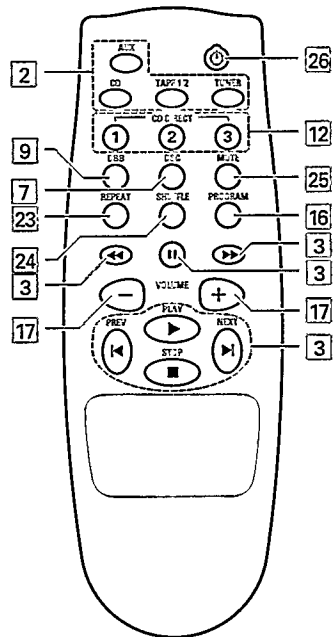 AUX
2
26
CD TAPE 1/2 TUNER
CD DIRECT
1 2 3
12
9
DBB DSC MUTE
7
25
REPEAT SHUFFLE PROGRAM
23
16
24
3
3
3
VOLUME
17
- +
17
PLAY
PREV NEXT
3
STOP